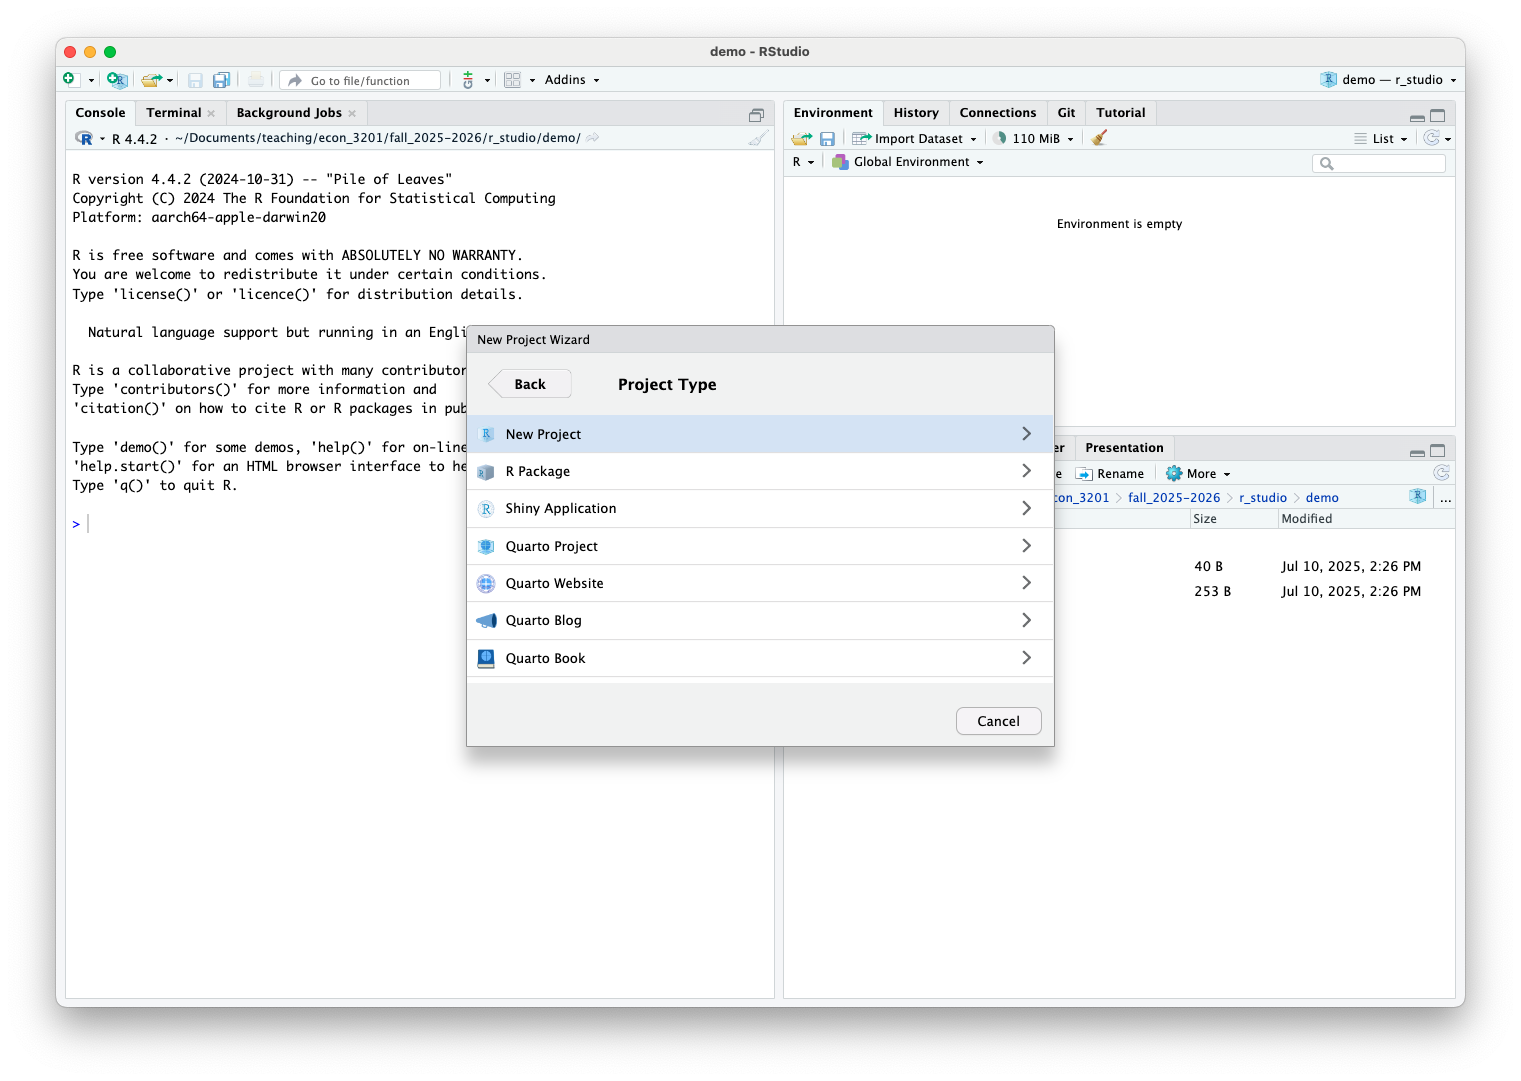 demo - RStudio
Go to file/function
Addins
demo — r_studio
Console
Terminal
Background Jobs
R 4.4.2 · ~/Documents/teaching/econ_3201/fall_2025-2026/r_studio/demo/
R version 4.4.2 (2024-10-31) -- "Pile of Leaves"
Copyright (C) 2024 The R Foundation for Statistical Computing
Platform: aarch64-apple-darwin20
R is free software and comes with ABSOLUTELY NO WARRANTY.
You are welcome to redistribute it under certain conditions.
Type 'license()' or 'licence()' for distribution details.
Natural language support but running in an Engli
R is a collaborative project with many contributor
Type 'contributors()' for more information and
'citation()' on how to cite R or R packages in pub
Type 'demo()' for some demos, 'help()' for on-line
'help.start()' for an HTML browser interface to he
Type 'q()' to quit R.
>
Environment
History
Connections
Git
Tutorial
Import Dataset
110 MiB
List
R
Global Environment
Environment is empty
New Project Wizard
Back
Project Type
New Project
R Package
Shiny Application
Quarto Project
Quarto Website
Quarto Blog
Quarto Book
Cancel
er
Presentation
e
Rename
More
con_3201
fall_2025-2026
r_studio
demo
...
Size
Modified
40 B
Jul 10, 2025, 2:26 PM
253 B
Jul 10, 2025, 2:26 PM